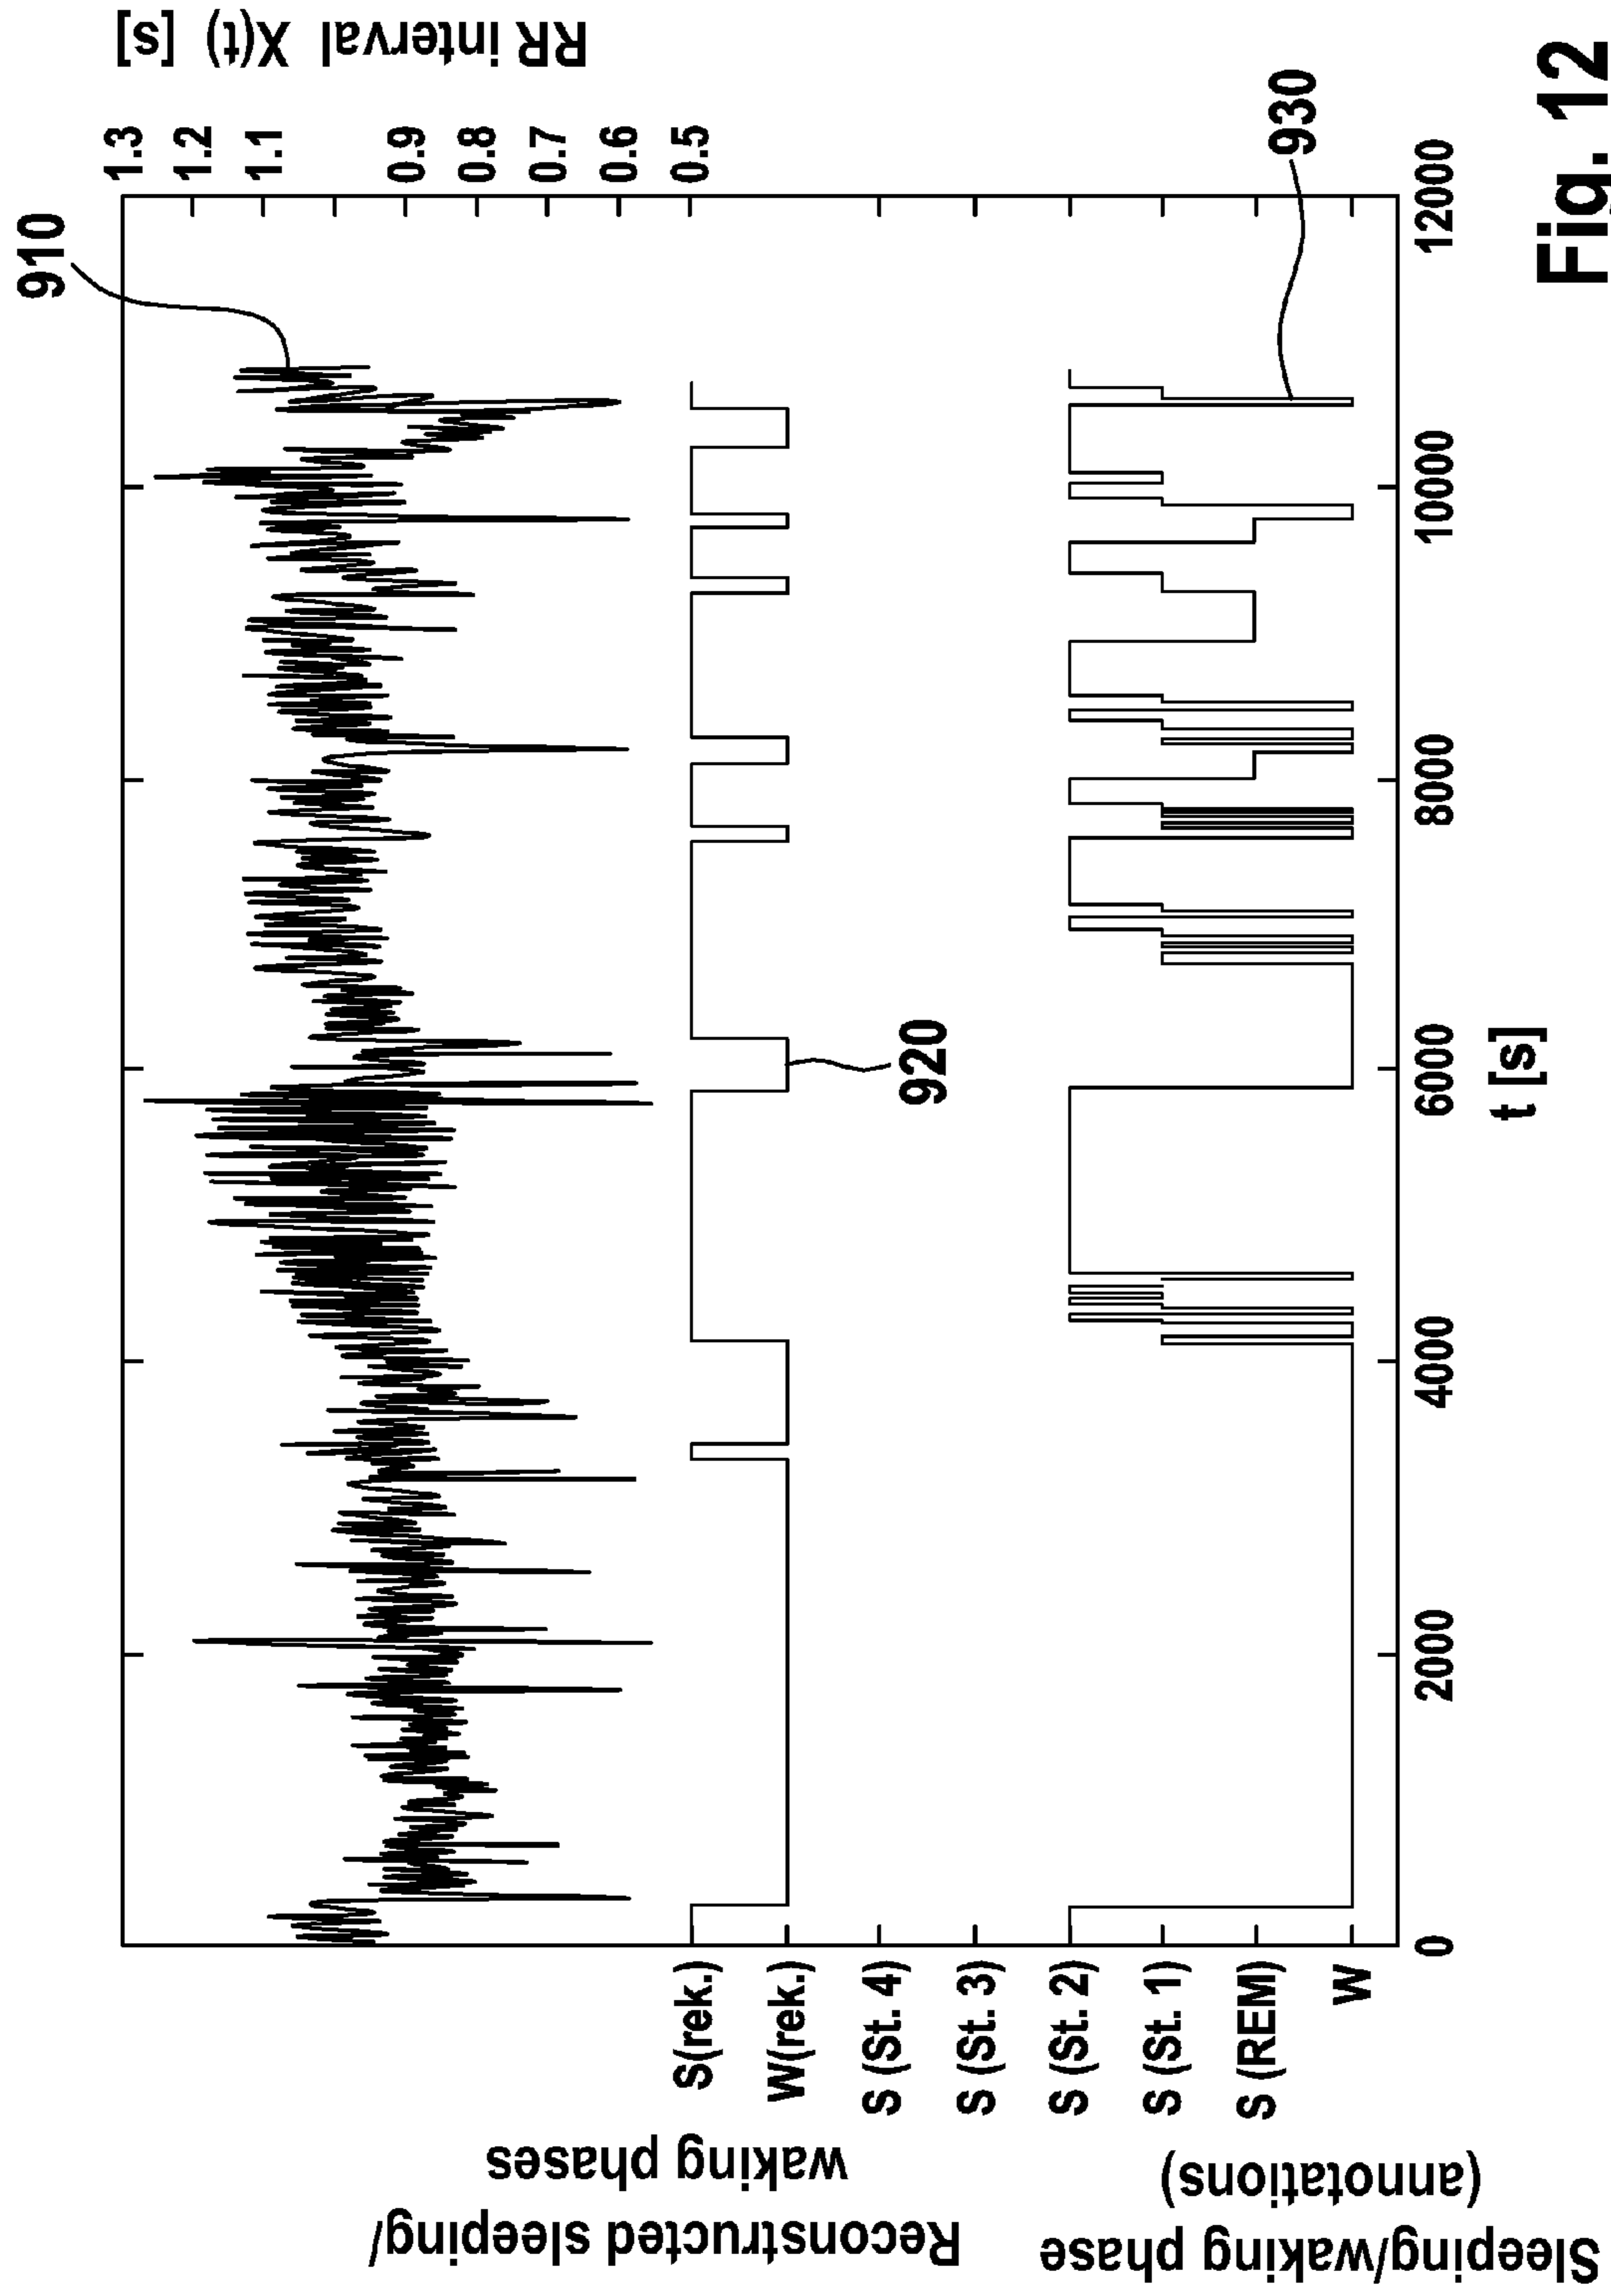 910
RR interval X(t) [s]
1.3
1.2
1.1
0.9
0.8
0.7
0.6
0.5
Reconstructed sleeping/
waking phases
S(rek.)
W(rek.)
920
Sleeping/waking phase
(annotations)
S (St. 4)
S (St. 3)
S (St. 2)
S (St. 1)
S (REM)
W
930
0
2000
4000
6000
8000
10000
12000
t [s]
Fig. 12